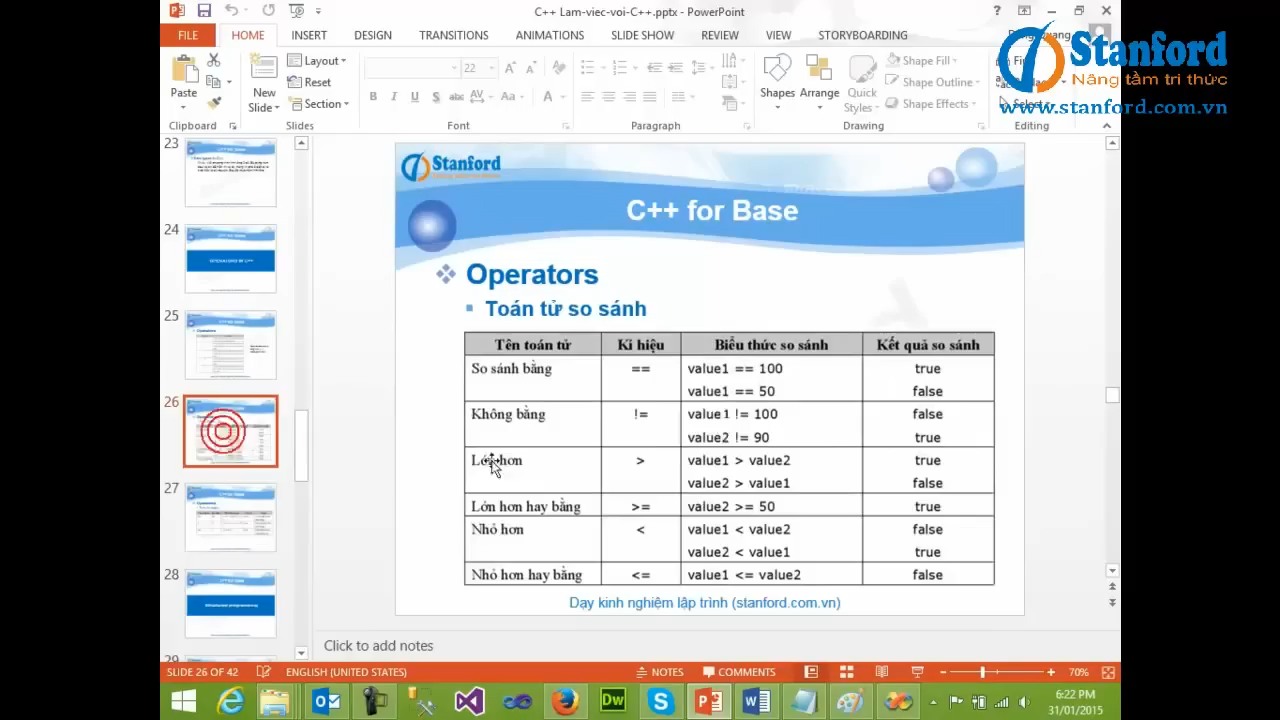 C++ Lam-viec-voi-C++.pptx - PowerPoint
FILE
HOME
INSERT
DESIGN
TRANSITIONS
ANIMATIONS
SLIDE SHOW
REVIEW
VIEW
STORYBOARDING
Stanford
Nâng tầm tri thức
www.stanford.com.vn
Paste
New
Slide
Layout
Reset
Section
22
B I U S abc AV Aa A
Shapes
Arrange
Quick
Styles
Shape Fill
Shape Outline
Shape Effects
Clipboard
Slides
Font
Paragraph
Drawing
Editing
23
24
25
26
27
28
29
Stanford
C++ for Base
Operators
Toán tử so sánh
Tên toán tử Kí hiệu Biểu thức so sánh Kết quả so sánh
So sánh bằng == value1 == 100 true
value1 == 50 false
Không bằng != value1 != 100 false
value2 != 90 true
Lớn hơn > value1 > value2 true
value2 > value1 false
Lớn hơn hay bằng >= value2 >= 50 true
Nhỏ hơn < value1 < value2 false
value2 < value1 true
Nhỏ hơn hay bằng <= value1 <= value2 false
Dạy kinh nghiệm lập trình (stanford.com.vn)
Click to add notes
SLIDE 26 OF 42
ENGLISH (UNITED STATES)
NOTES
COMMENTS
70%
Dw
6:22 PM
31/01/2015